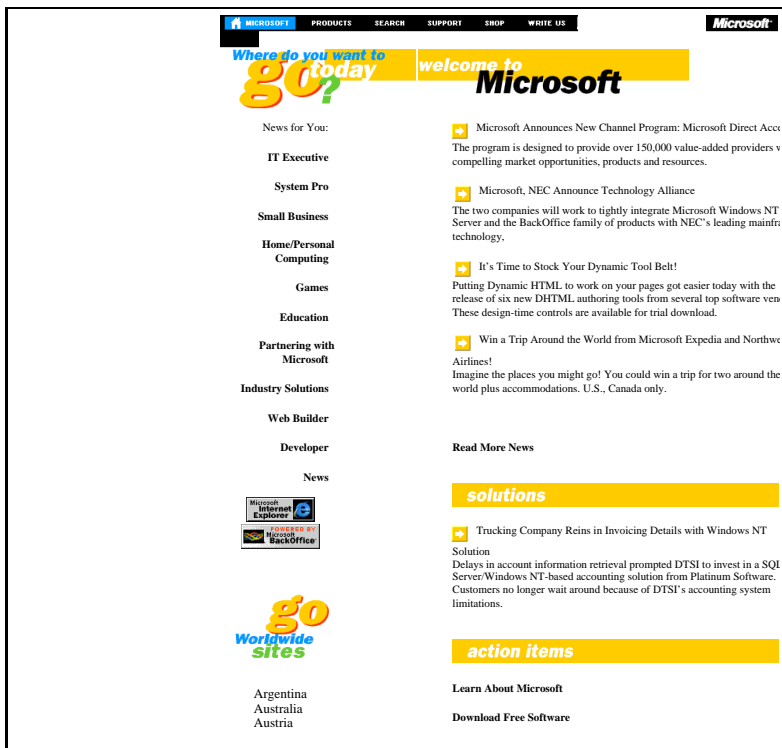 MICROSOFT PRODUCTS SEARCH SUPPORT SHOP WRITE US
Microsoft
Where do you want to
go today?
welcome to
Microsoft
News for You:
IT Executive
System Pro
Small Business
Home/Personal
Computing
Games
Education
Partnering with
Microsoft
Industry Solutions
Web Builder
Developer
News
Microsoft
Internet
Explorer
POWERED BY
Microsoft
BackOffice
go
Worldwide
sites
Argentina
Australia
Austria
Microsoft Announces New Channel Program: Microsoft Direct Acce
The program is designed to provide over 150,000 value-added providers
compelling market opportunities, products and resources.
Microsoft, NEC Announce Technology Alliance
The two companies will work to tightly integrate Microsoft Windows NT
Server and the BackOffice family of products with NEC's leading mainfra
technology,
It's Time to Stock Your Dynamic Tool Belt!
Putting Dynamic HTML to work on your pages got easier today with the
release of six new DHTML authoring tools from several top software ven
These design-time controls are available for trial download.
Win a Trip Around the World from Microsoft Expedia and Northwe
Airlines!
Imagine the places you might go! You could win a trip for two around the
world plus accommodations. U.S., Canada only.
Read More News
solutions
Trucking Company Reins in Invoicing Details with Windows NT
Solution
Delays in account information retrieval prompted DTSI to invest in a SQL
Server/Windows NT-based accounting solution from Platinum Software.
Customers no longer wait around because of DTSI's accounting system
limitations.
action items
Learn About Microsoft
Download Free Software